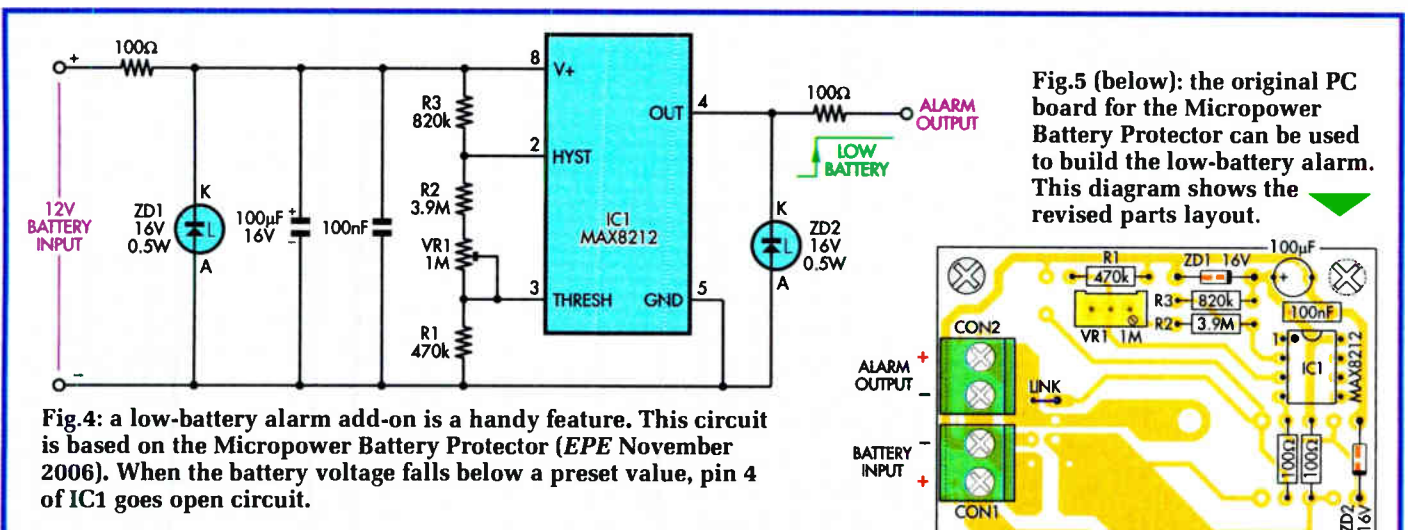 100Ω
+
12V
BATTERY
INPUT
–
K
ZD1
16V
0.5W
L
A
100µF
16V
+
–
100nF
R3
820k
R2
3.9M
VR1
1M
R1
470k
8
V+
2
HYST
3
THRESH
IC1
MAX8212
OUT
4
GND
5
100Ω
ALARM
OUTPUT
LOW
BATTERY
K
ZD2
16V
0.5W
L
A
Fig.4: a low-battery alarm add-on is a handy feature. This circuit
is based on the Micropower Battery Protector (EPE November
2006). When the battery voltage falls below a preset value, pin 4
of IC1 goes open circuit.
Fig.5 (below): the original PC
board for the Micropower
Battery Protector can be used
to build the low-battery alarm.
This diagram shows the
revised parts layout.
100µF
R1
470k
ZD1 16V
+
R3
820k
100nF
R2
3.9M
VR1 1M
CON2
1
IC1
MAX8212
ALARM
OUTPUT
+
–
LINK
BATTERY
INPUT
–
+
CON1
100Ω
100Ω
ZD2
16V